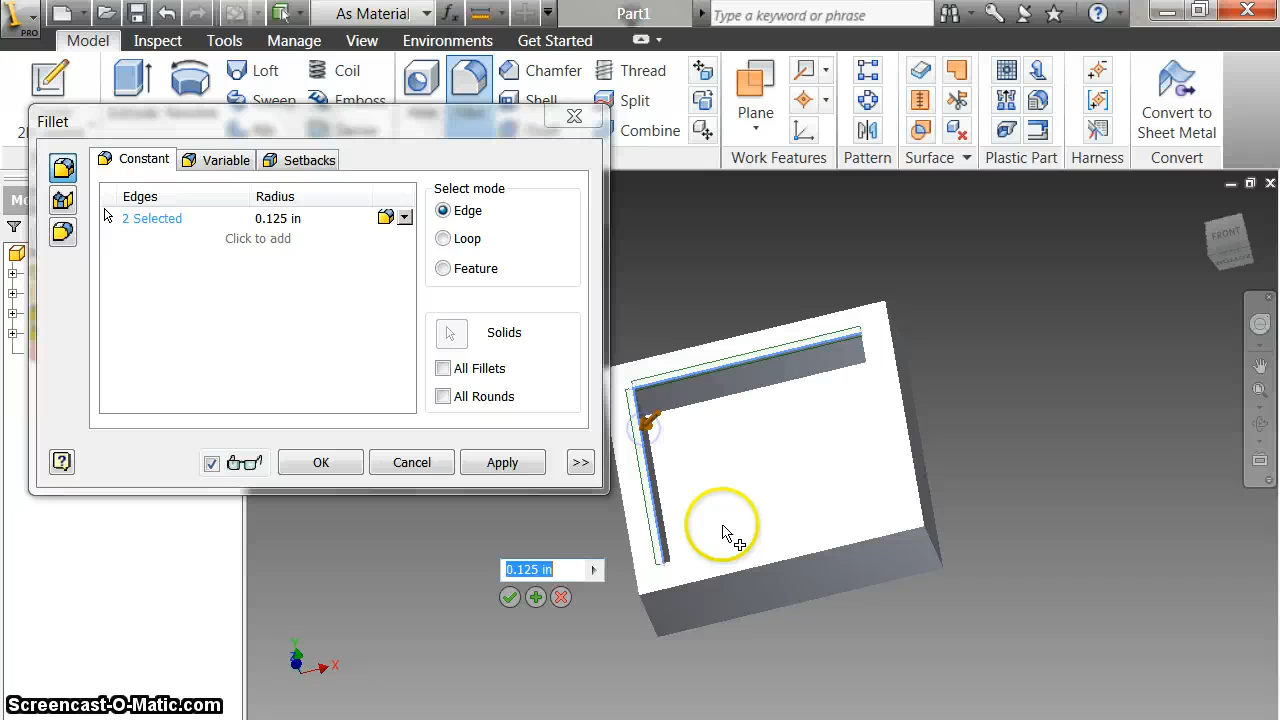 As Material
Part1
Type a keyword or phrase
PRO
Model
Inspect
Tools
Manage
View
Environments
Get Started
Loft
Coil
Sweep
Emboss
Chamfer
Thread
Shell
Split
Combine
Plane
Convert to
Sheet Metal
Work Features
Pattern
Surface
Plastic Part
Harness
Convert
Fillet
Constant
Variable
Setbacks
Edges
Radius
2 Selected
0.125 in
Click to add
Select mode
Edge
Loop
Feature
Solids
All Fillets
All Rounds
OK
Cancel
Apply
>>
FRONT
0.125 in
Y
Z
X
Screencast-O-Matic.com